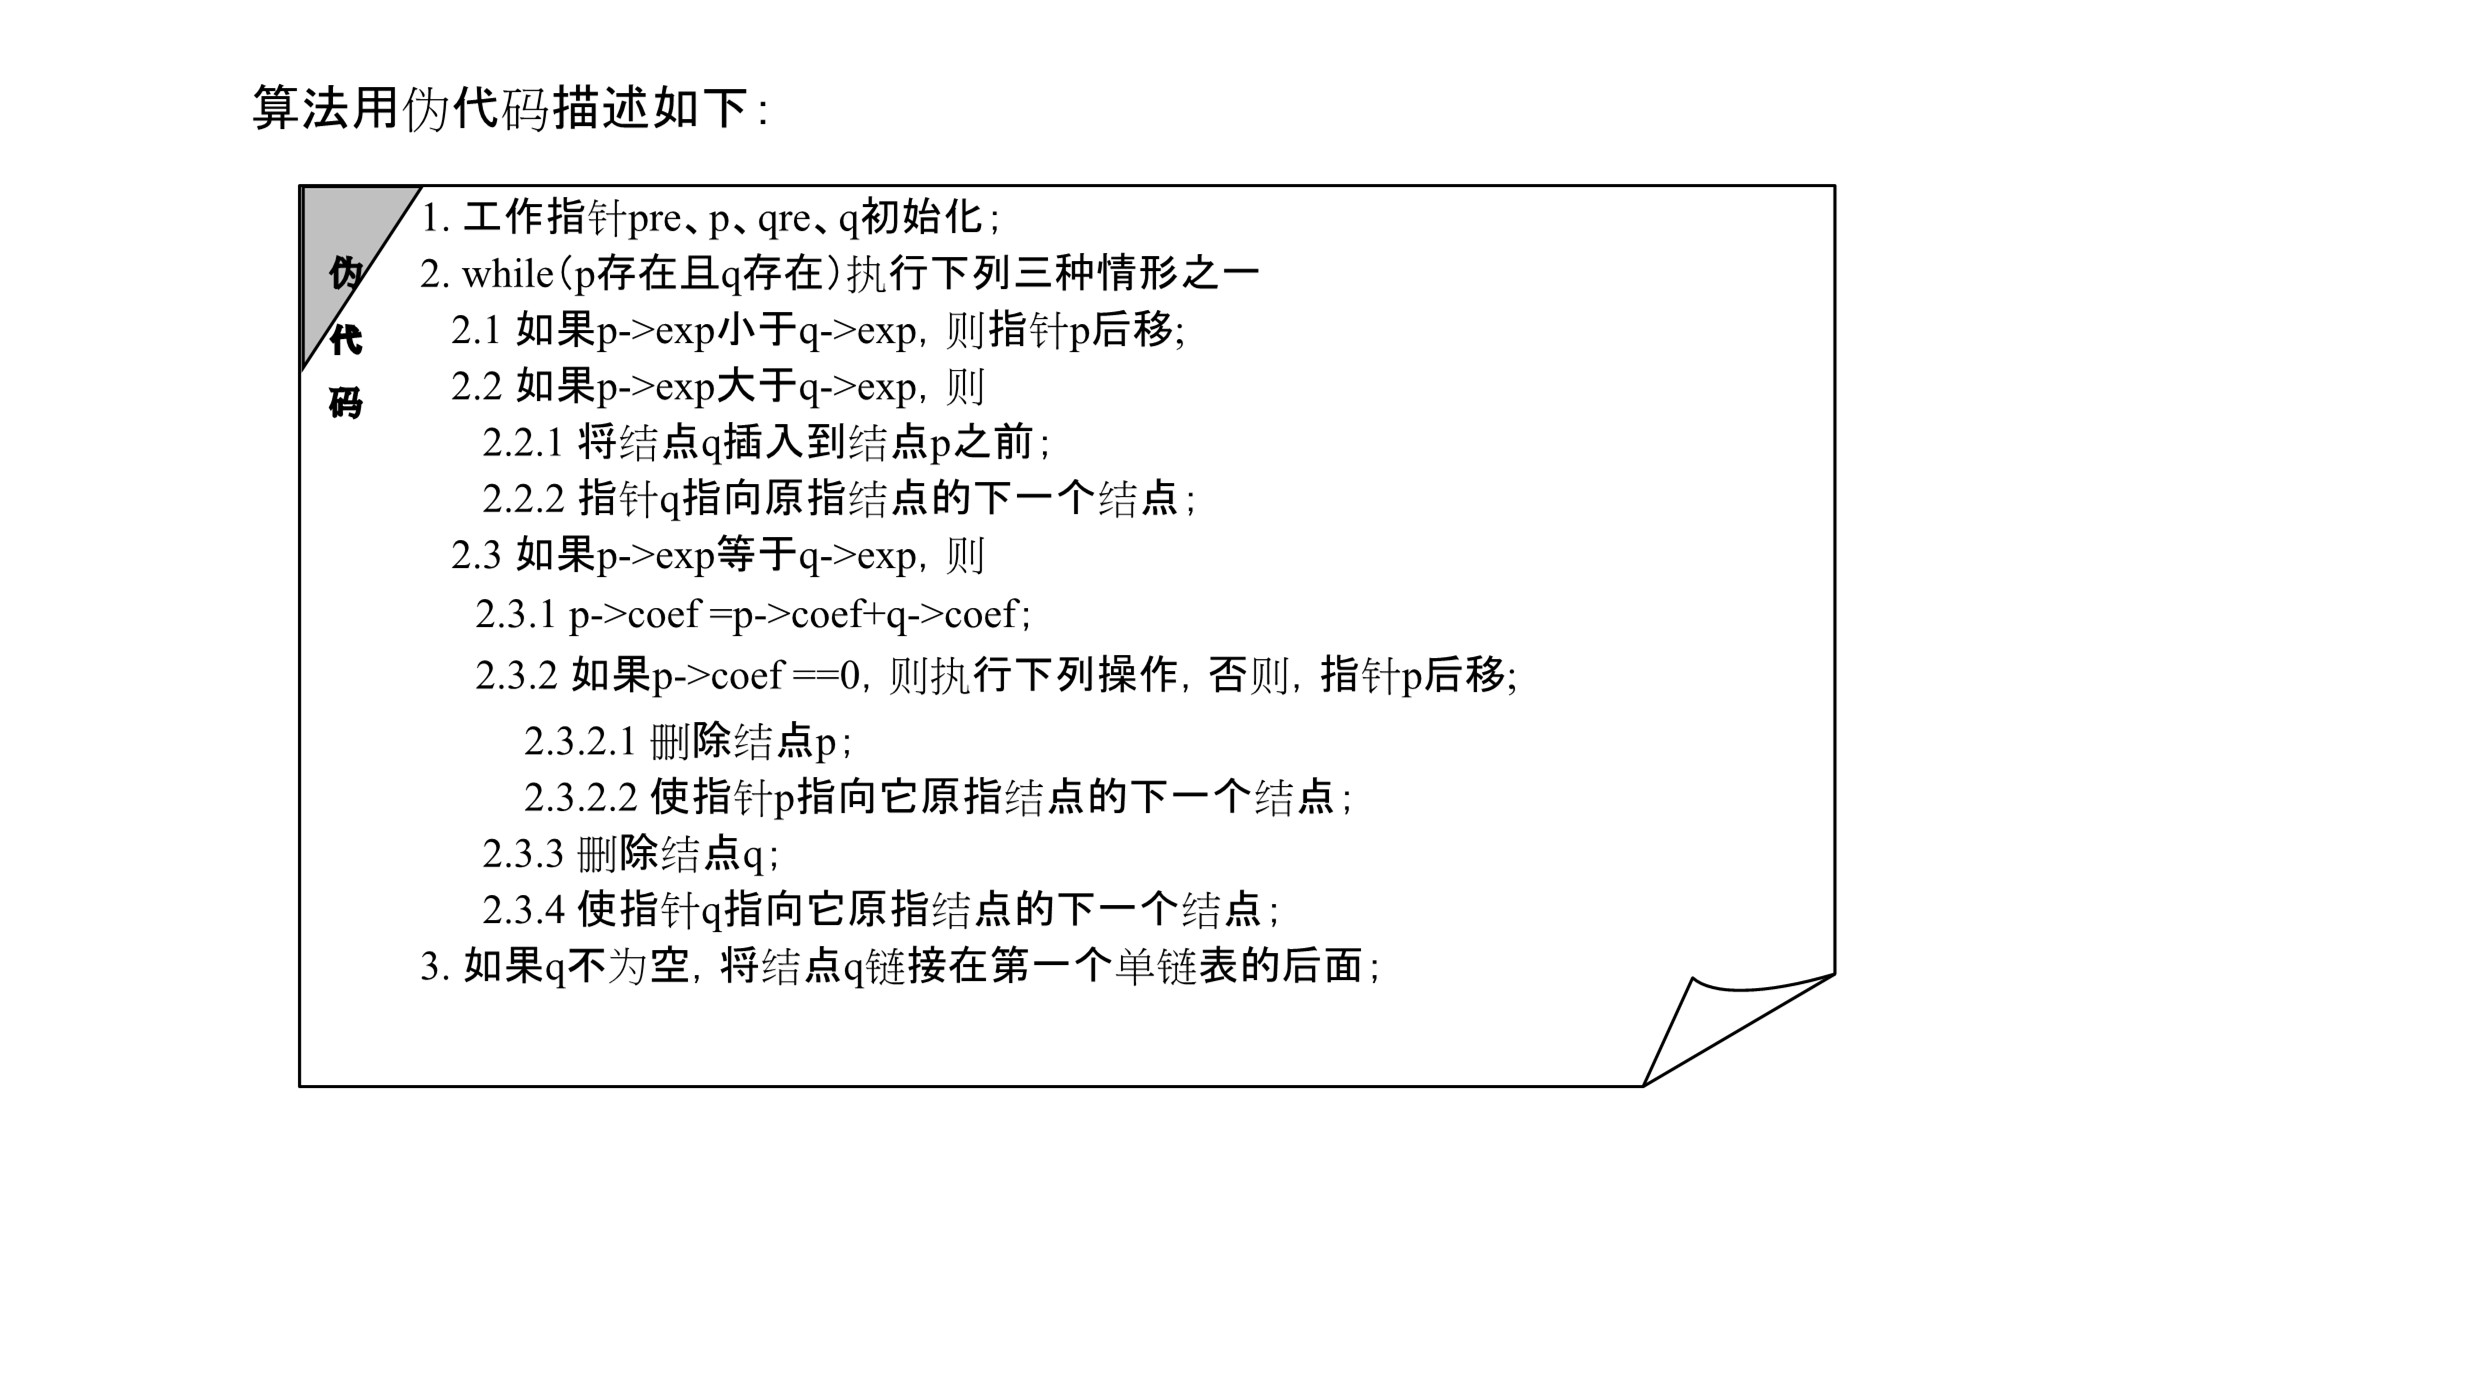 算法用伪代码描述如下：
伪
代
码
1. 工作指针pre、p、qre、q初始化；
2. while（p存在且q存在）执行下列三种情形之一
2.1 如果p->exp小于q->exp，则指针p后移;
2.2 如果p->exp大于q->exp，则
2.2.1 将结点q插入到结点p之前；
2.2.2 指针q指向原指结点的下一个结点；
2.3 如果p->exp等于q->exp，则
2.3.1 p->coef =p->coef+q->coef；
2.3.2 如果p->coef ==0，则执行下列操作，否则，指针p后移;
2.3.2.1 删除结点p；
2.3.2.2 使指针p指向它原指结点的下一个结点；
2.3.3 删除结点q；
2.3.4 使指针q指向它原指结点的下一个结点；
3. 如果q不为空，将结点q链接在第一个单链表的后面；